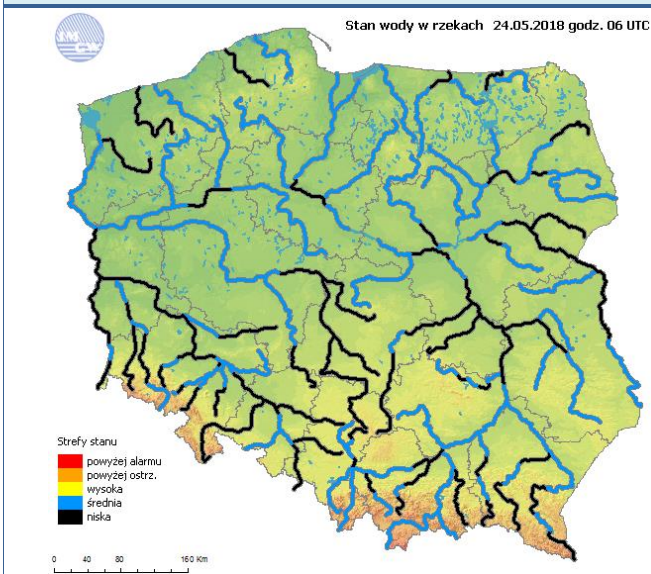 Stan wody w rzekach 24.05.2018 godz. 06 UTC
Strefy stanu
powyżej alarmu
powyżej ostrz.
wysoka
średnia
niska
0 40 80 160 Km